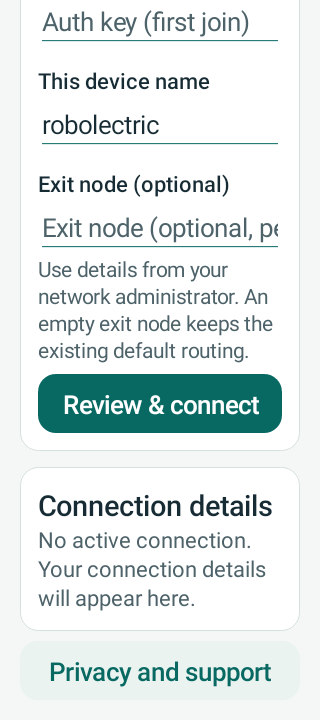 Auth key (first join)
This device name
robolectric
Exit node (optional)
Exit node (optional, pe
Use details from your
network administrator. An
empty exit node keeps the
existing default routing.
Review & connect
Connection details
No active connection.
Your connection details
will appear here.
Privacy and support